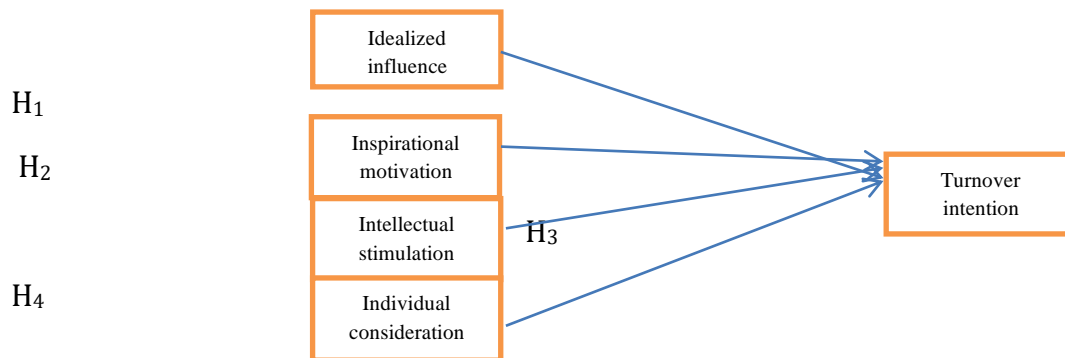 Idealized
influence
H1
Inspirational
motivation
H2
Turnover
intention
Intellectual
stimulation
H3
H4
Individual
consideration